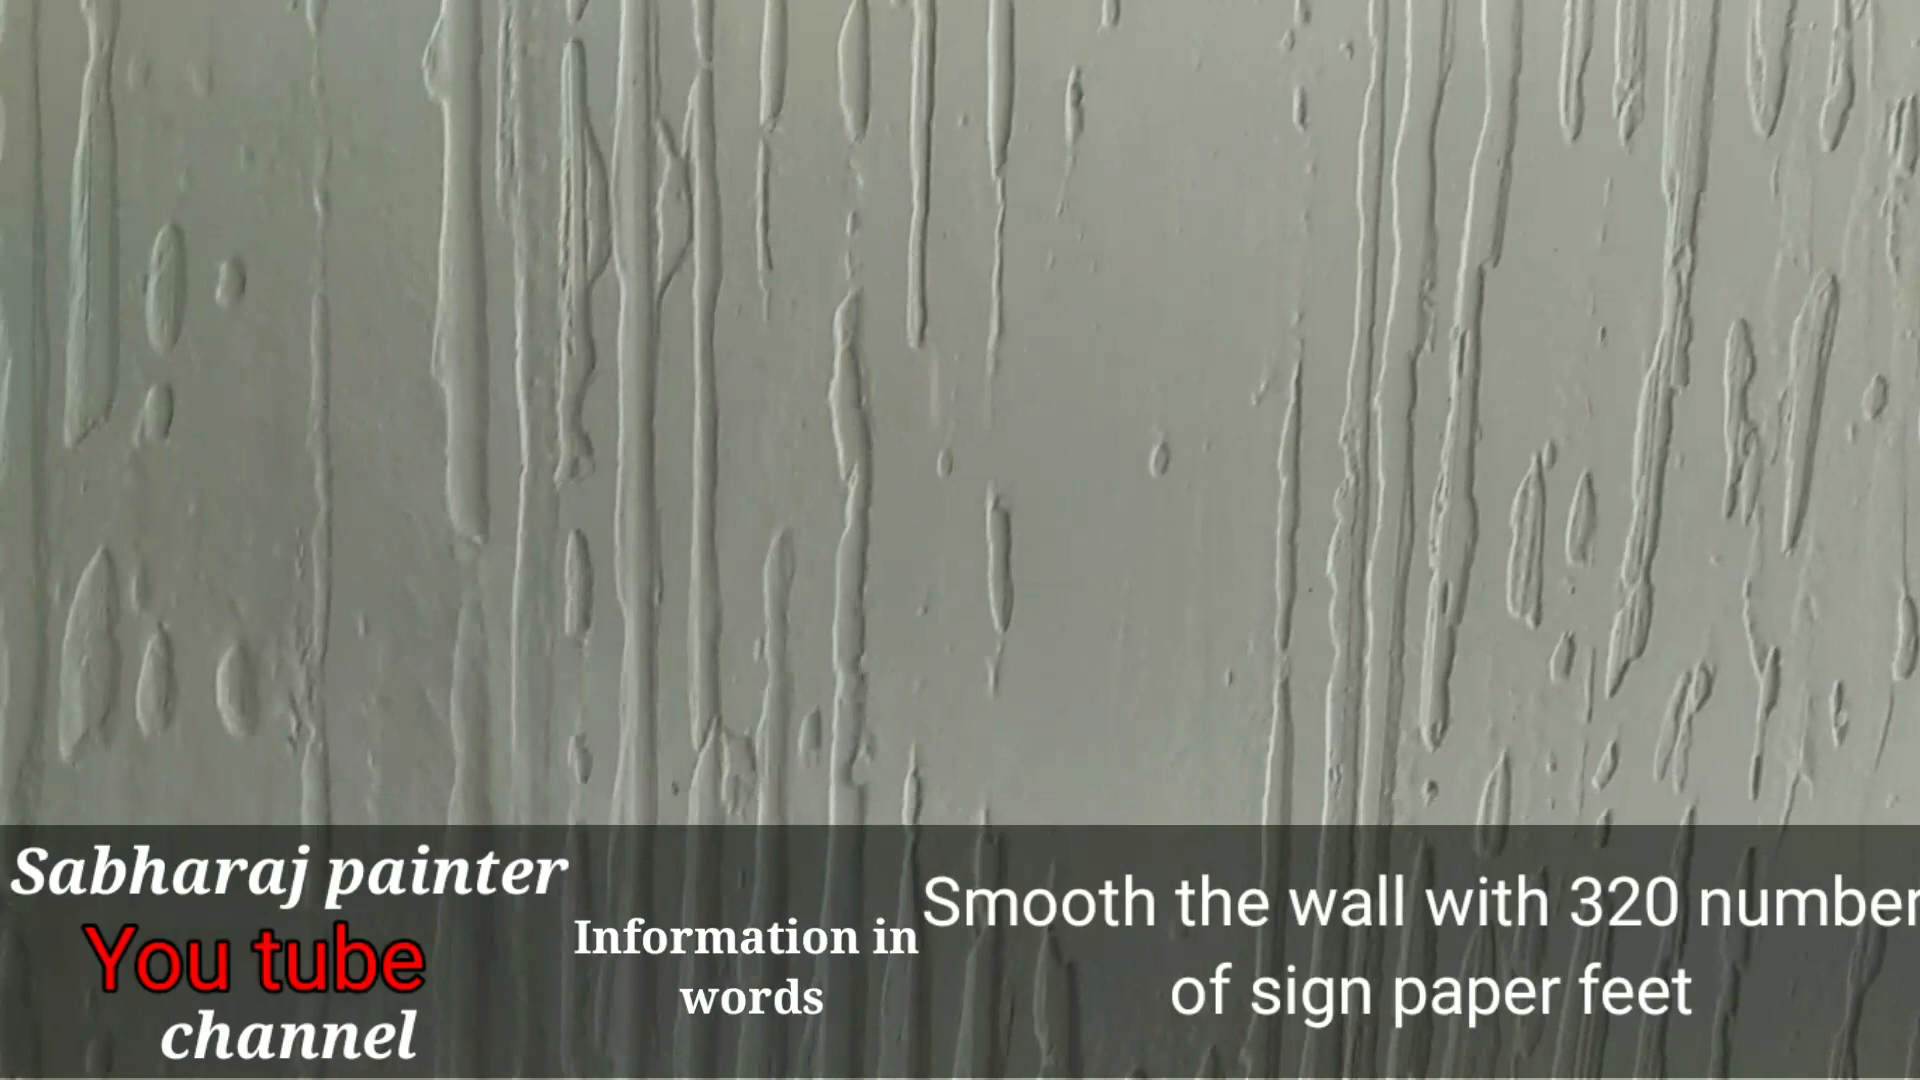 Sabharaj painter
You tube
channel
Information in
words
Smooth the wall with 320 number
of sign paper feet